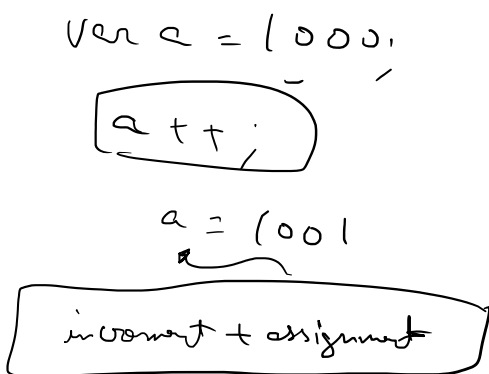 var a = 1000;
a++;
a = 1001
increment + assignment